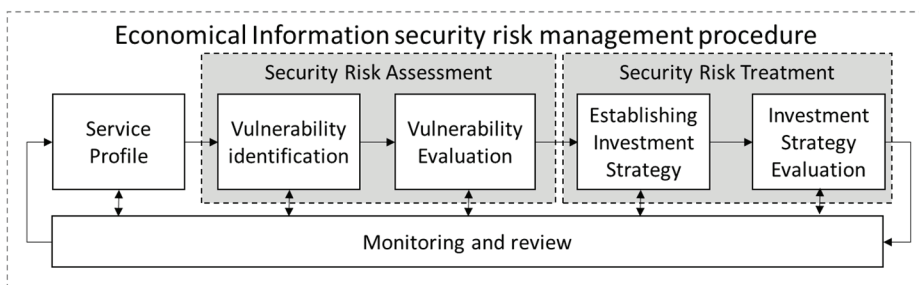 Economical Information security risk management procedure
Security Risk Assessment
Security Risk Treatment
Service
Profile
Vulnerability
identification
Vulnerability
Evaluation
Establishing
Investment
Strategy
Investment
Strategy
Evaluation
Monitoring and review